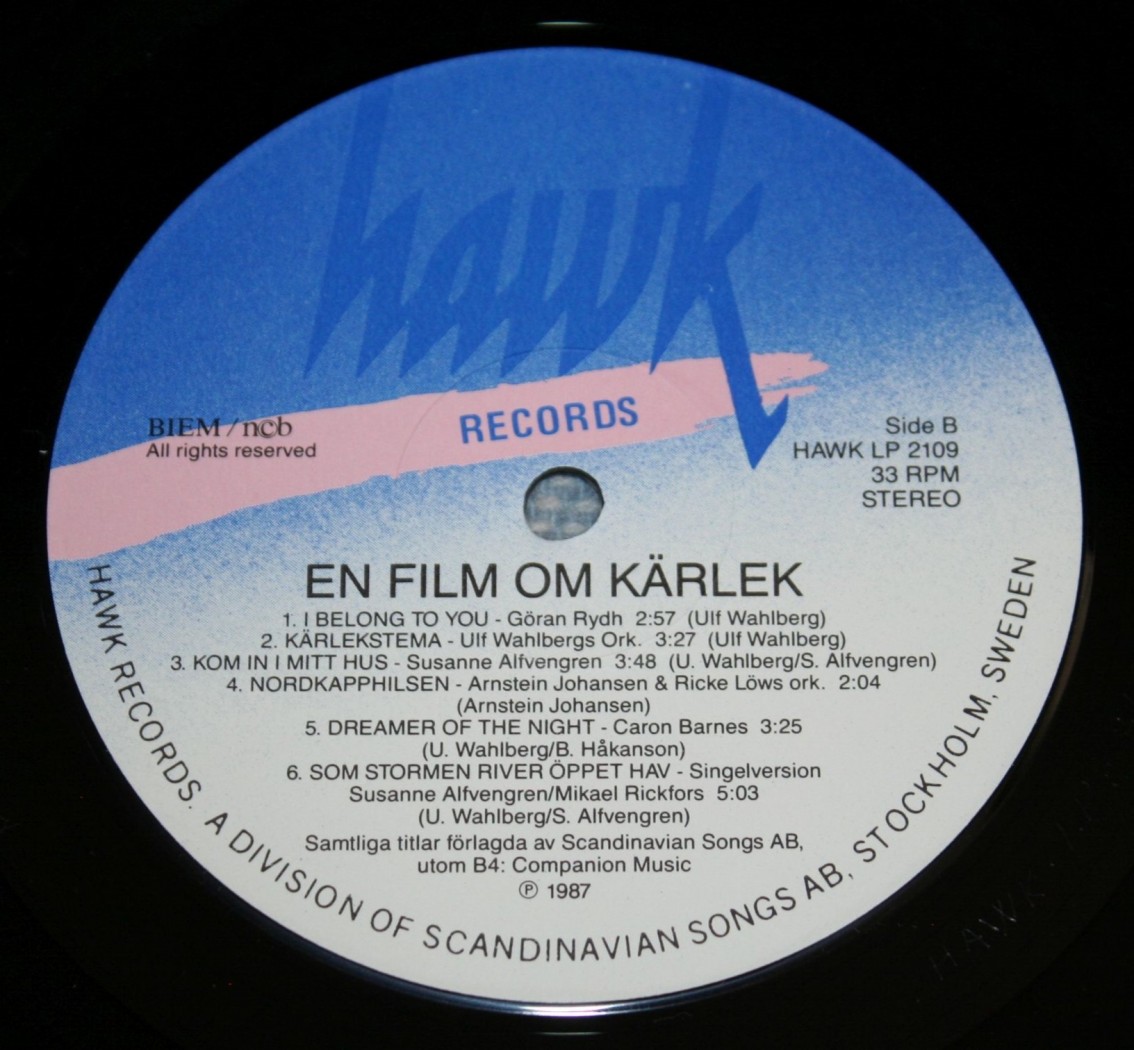 hawk
RECORDS
BIEM/ncb
All rights reserved
Side B
HAWK LP 2109
33 RPM
STEREO
EN FILM OM KÄRLEK
1. I BELONG TO YOU - Göran Rydh 2:57 (Ulf Wahlberg)
2. KÄRLEKSTEMA - Ulf Wahlbergs Ork. 3:27 (Ulf Wahlberg)
3. KOM IN I MITT HUS - Susanne Alfvengren 3:48 (U. Wahlberg/S. Alfvengren)
4. NORDKAPPHILSEN - Arnstein Johansen & Ricke Löws ork. 2:04
(Arnstein Johansen)
5. DREAMER OF THE NIGHT - Caron Barnes 3:25
(U. Wahlberg/B. Håkanson)
6. SOM STORMEN RIVER ÖPPET HAV - Singelversion
Susanne Alfvengren/Mikael Rickfors 5:03
(U. Wahlberg/S. Alfvengren)
Samtliga titlar förlagda av Scandinavian Songs AB,
utom B4: Companion Music
℗ 1987
HAWK RECORDS. A DIVISION OF SCANDINAVIAN SONGS AB, STOCKHOLM, SWEDEN
HAWK